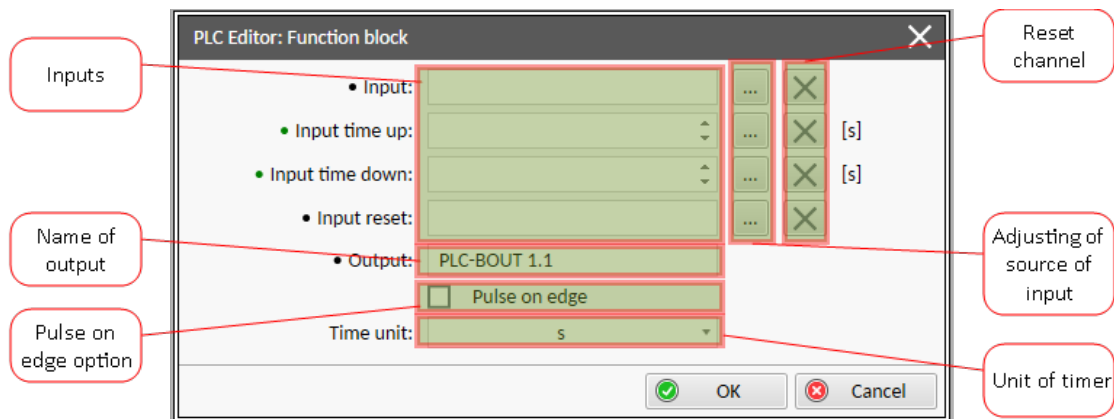 PLC Editor: Function block
Reset
channel
Inputs
• Input:
...
• Input time up:
...
[s]
• Input time down:
...
[s]
• Input reset:
...
Name of
output
• Output:
PLC-BOUT 1.1
Adjusting of
source of
input
Pulse on edge
Pulse on
edge option
Time unit:
s
Unit of timer
OK
Cancel